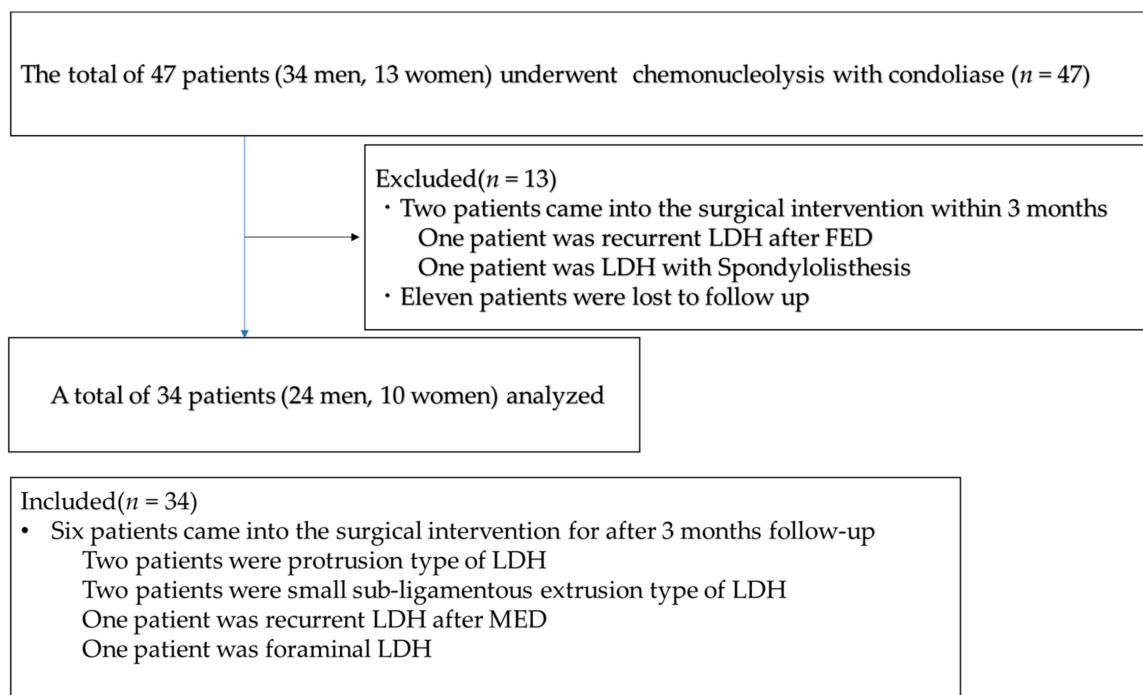 The total of 47 patients (34 men, 13 women) underwent chemonucleolysis with condoliase (n = 47)
Excluded(n = 13)
・Two patients came into the surgical intervention within 3 months
One patient was recurrent LDH after FED
One patient was LDH with Spondylolisthesis
・Eleven patients were lost to follow up
A total of 34 patients (24 men, 10 women) analyzed
Included(n = 34)
• Six patients came into the surgical intervention for after 3 months follow-up
Two patients were protrusion type of LDH
Two patients were small sub-ligamentous extrusion type of LDH
One patient was recurrent LDH after MED
One patient was foraminal LDH